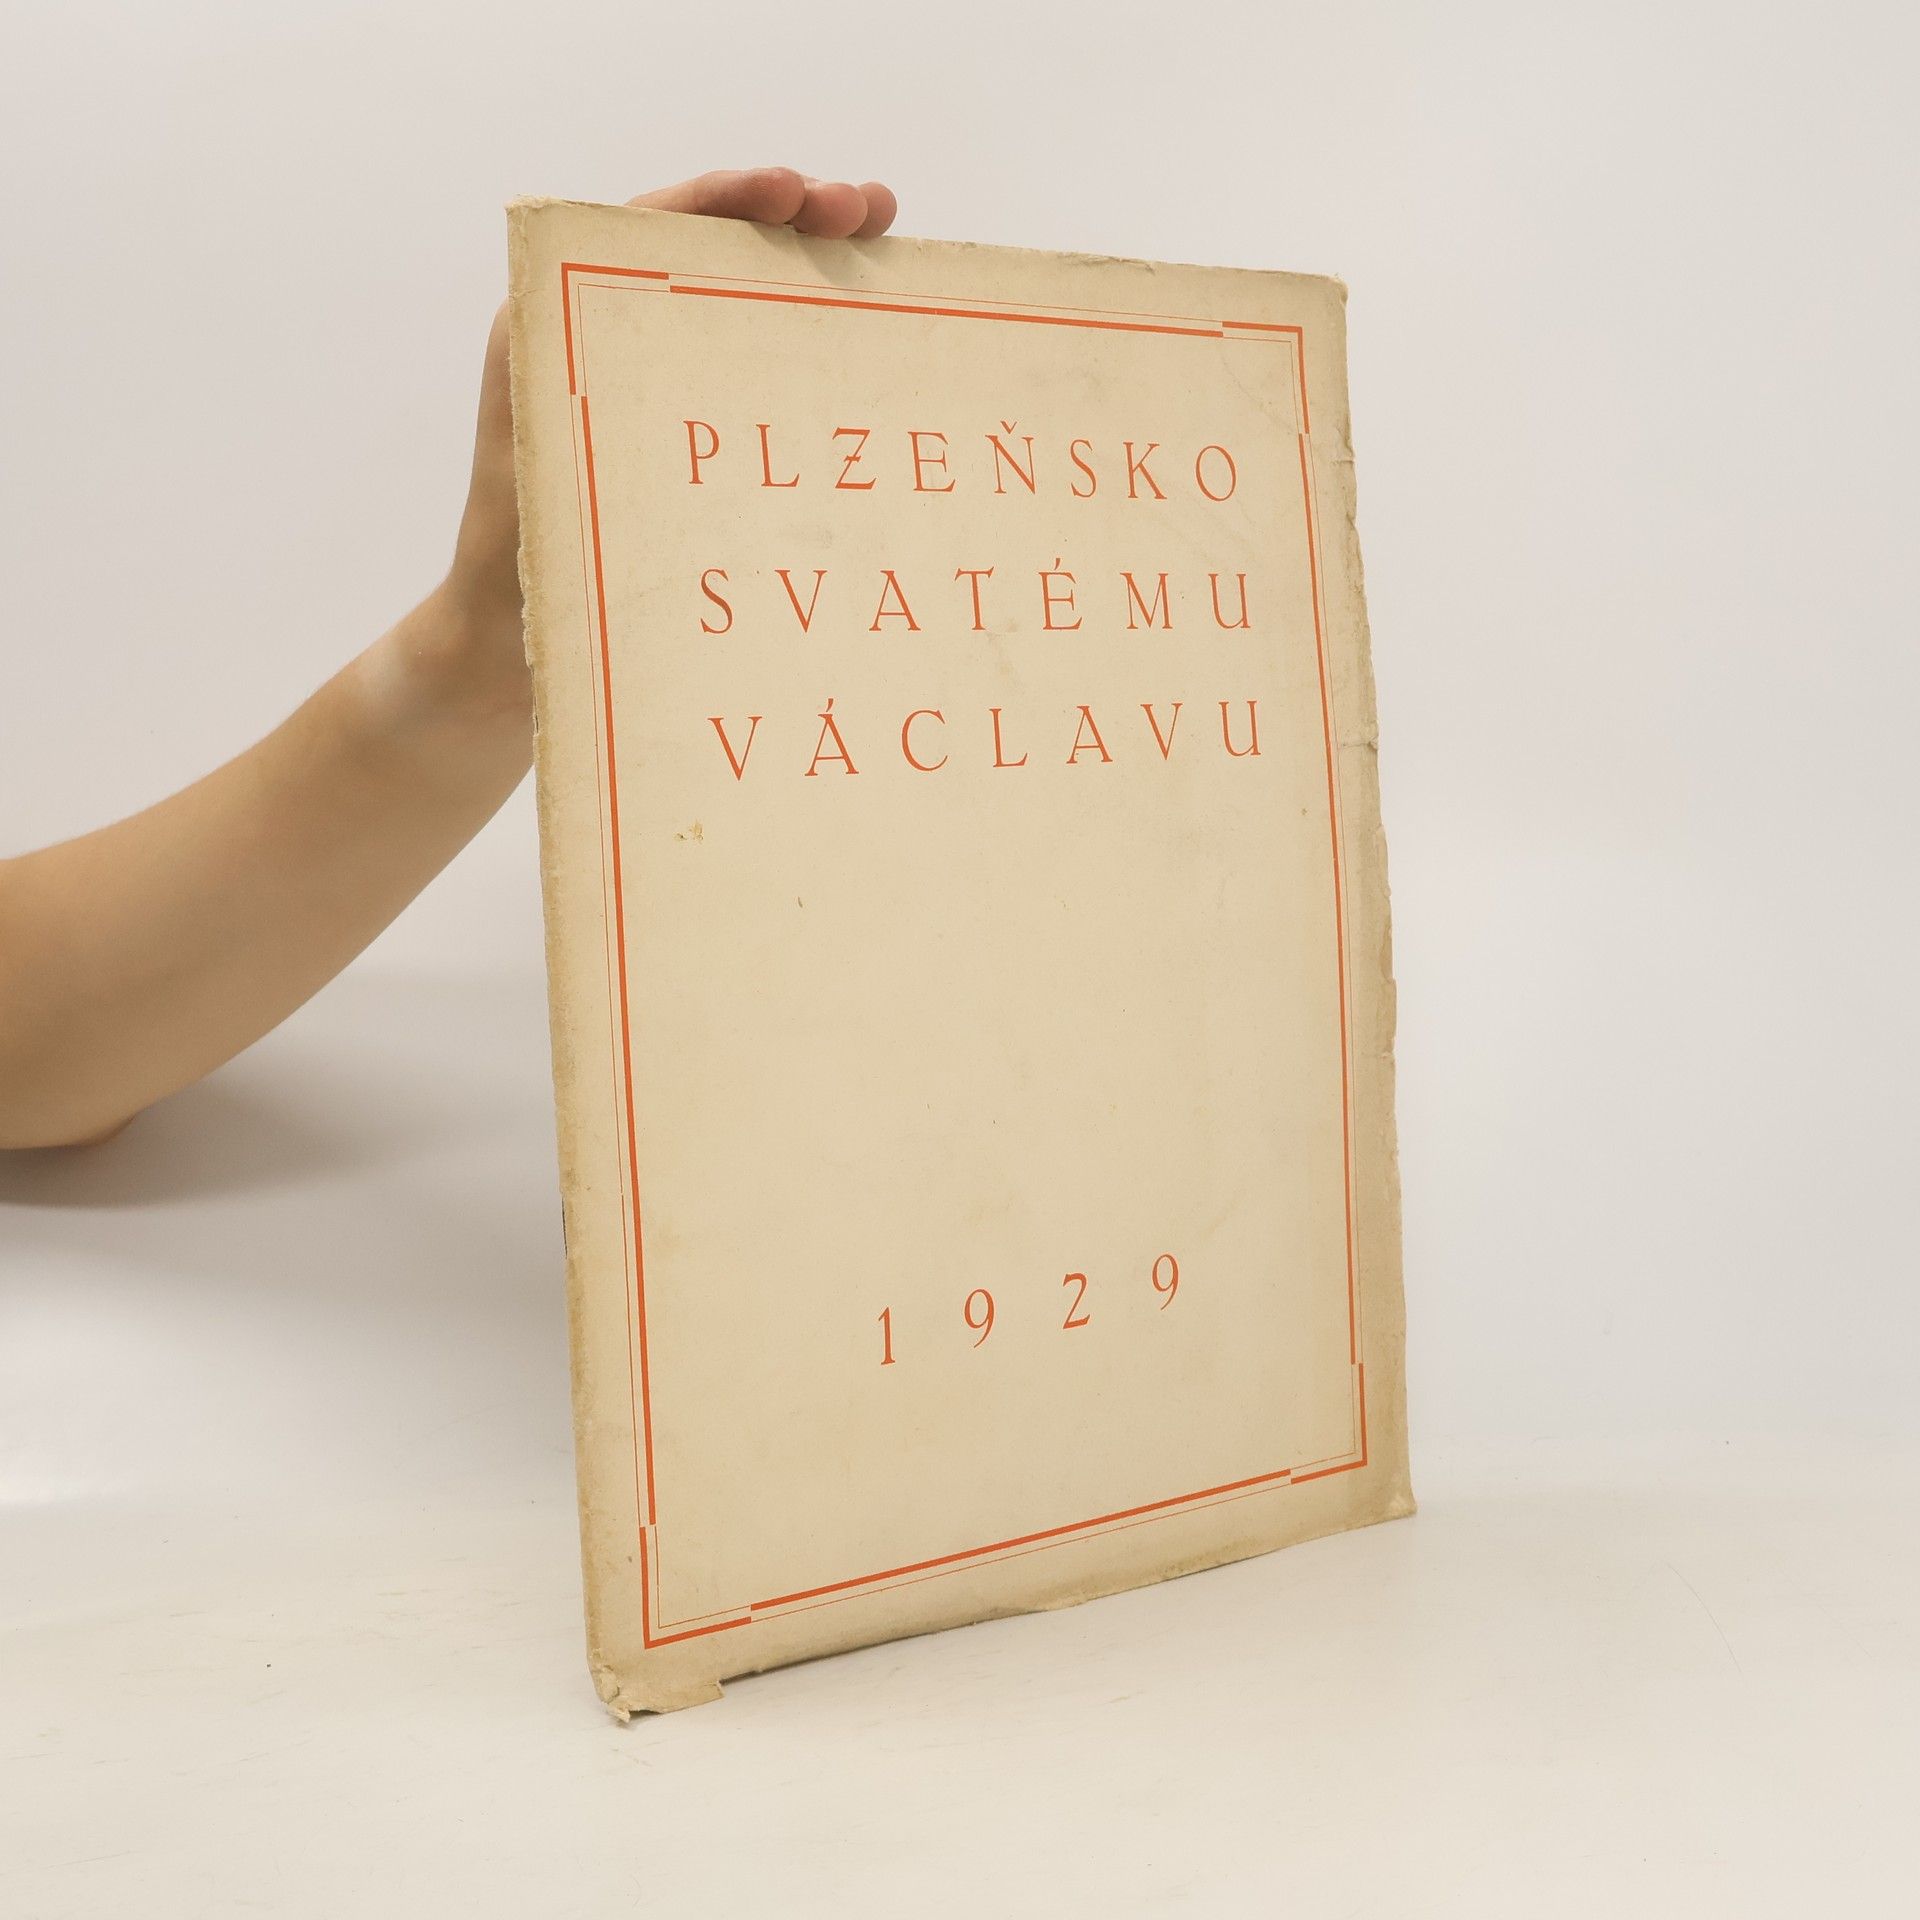 PLZEŇSKO
SVATÉMU
VÁCLAVU
1929